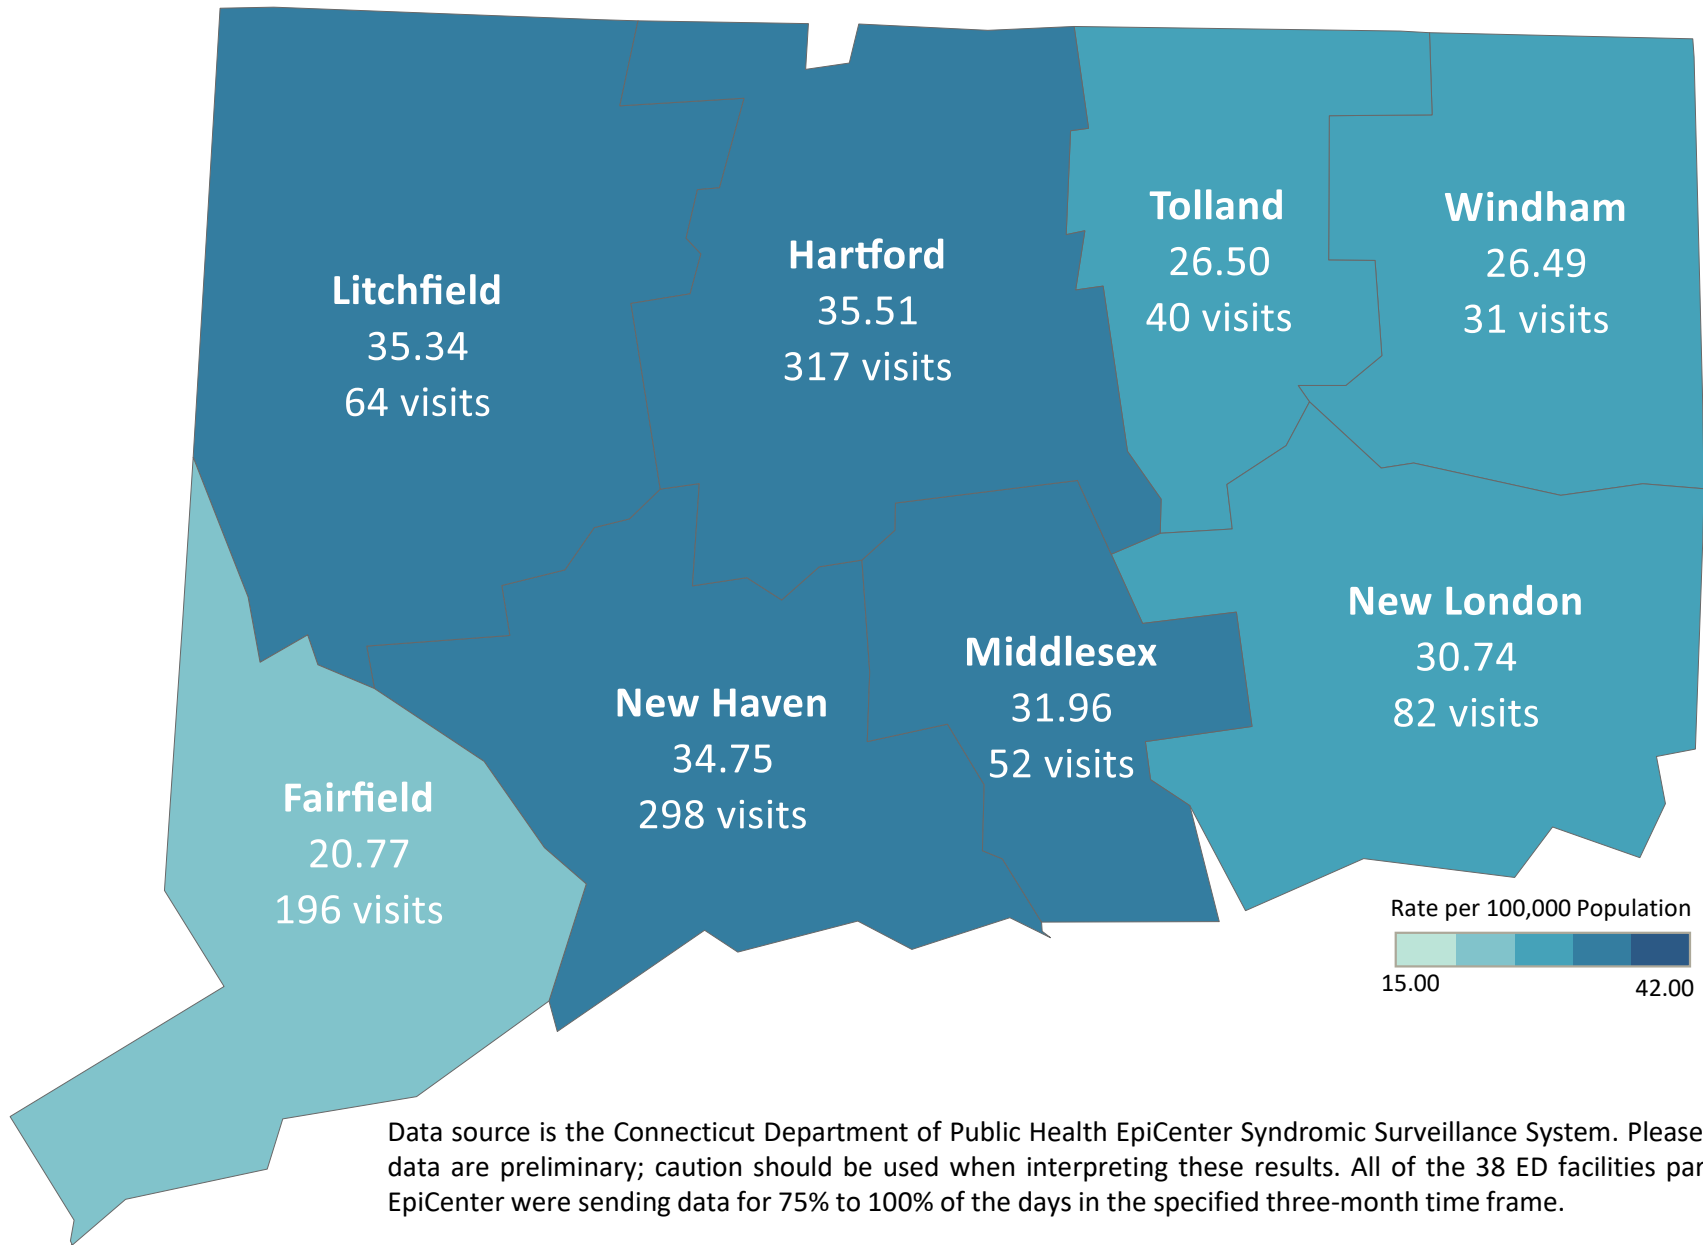 Litchfield
35.34
64 visits
Hartford
35.51
317 visits
Tolland
26.50
40 visits
Windham
26.49
31 visits
Fairfield
20.77
196 visits
New Haven
34.75
298 visits
Middlesex
31.96
52 visits
New London
30.74
82 visits
Rate per 100,000 Population
15.00
42.00
Data source is the Connecticut Department of Public Health EpiCenter Syndromic Surveillance System. Please
data are preliminary; caution should be used when interpreting these results. All of the 38 ED facilities par
EpiCenter were sending data for 75% to 100% of the days in the specified three-month time frame.